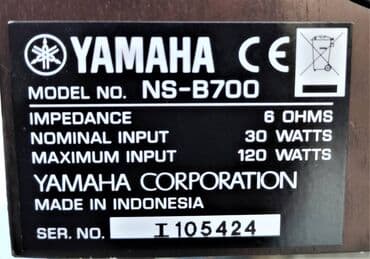 YAMAHA CE
MODEL NO. NS-B700
IMPEDANCE 6 OHMS
NOMINAL INPUT 30 WATTS
MAXIMUM INPUT 120 WATTS
YAMAHA CORPORATION
MADE IN INDONESIA
SER. NO. I 105424